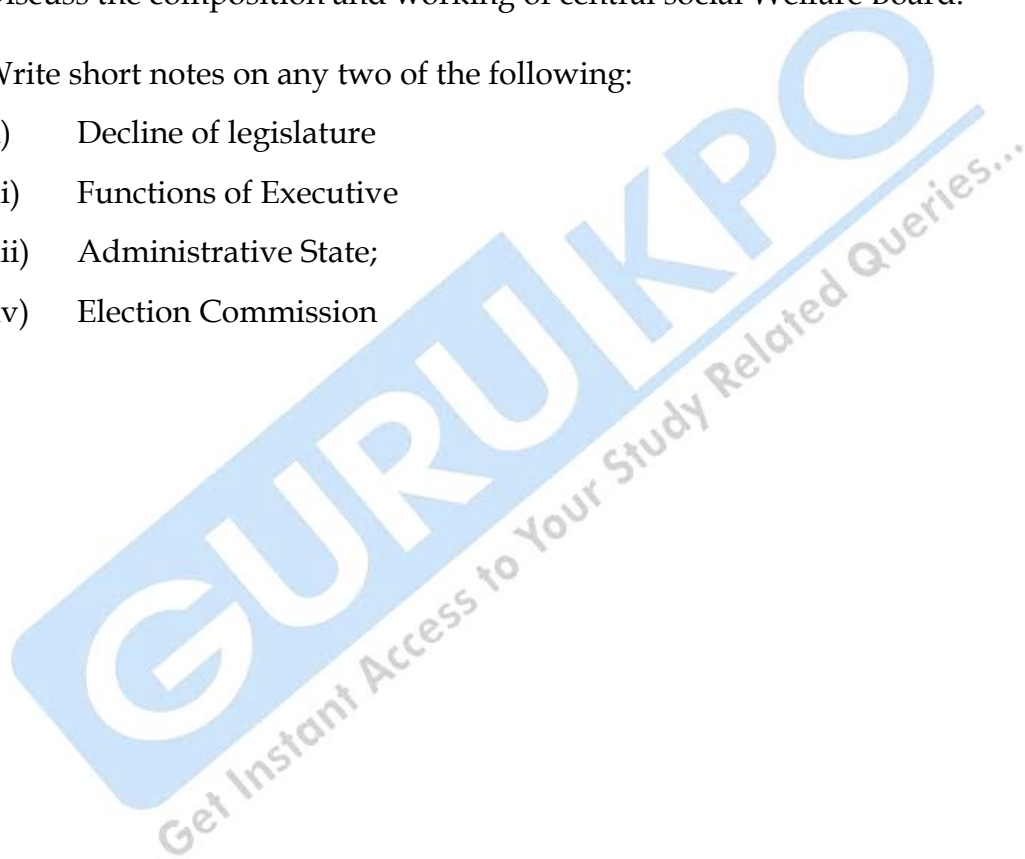 Discuss the composition and working of central social Welfare Board.
Write short notes on any two of the following:
i) Decline of legislature
ii) Functions of Executive
iii) Administrative State;
iv) Election Commission
GURUKPO
Get Instant Access to Your Study Related Queries...